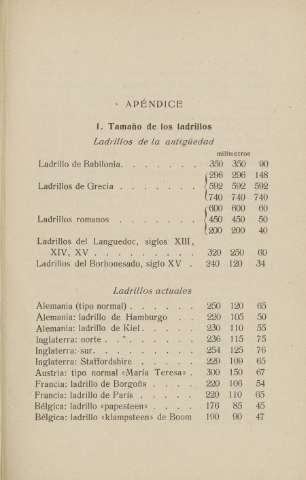 APÉNDICE
1. Tamaño de los ladrillos
Ladrillos de la antigüedad
milímetros
Ladrillo de Babilonia. . . . . . . 350 350 90
296 296 148
Ladrillos de Grecia . . . . . . . 592 592 592
740 740 740
600 600 60
Ladrillos romanos . . . . . . . 450 450 50
200 200 40
Ladrillos del Languedoc, siglos XIII,
XIV, XV . . . . . . . . . 320 250 60
Ladrillos del Borbonesado, siglo XV . 240 120 34
Ladrillos actuales
Alemania (tipo normal) . . . . . . 250 120 65
Alemania: ladrillo de Hamburgo . . . 220 105 50
Alemania: ladrillo de Kiel . . . . . 230 110 55
Inglaterra: norte . . . . . . . . 236 115 75
Inglaterra: sur. . . . . . . . . 254 125 76
Inglaterra: Staffordshire . . . . . 229 109 65
Austria: tipo normal «María Teresa» . 300 150 67
Francia: ladrillo de Borgoña . . . . 220 106 54
Francia: ladrillo de París . . . . . 220 110 65
Bélgica: ladrillo «papesteen» . . . . 176 85 45
Bélgica: ladrillo «klampsteen» de Boom 190 90 47